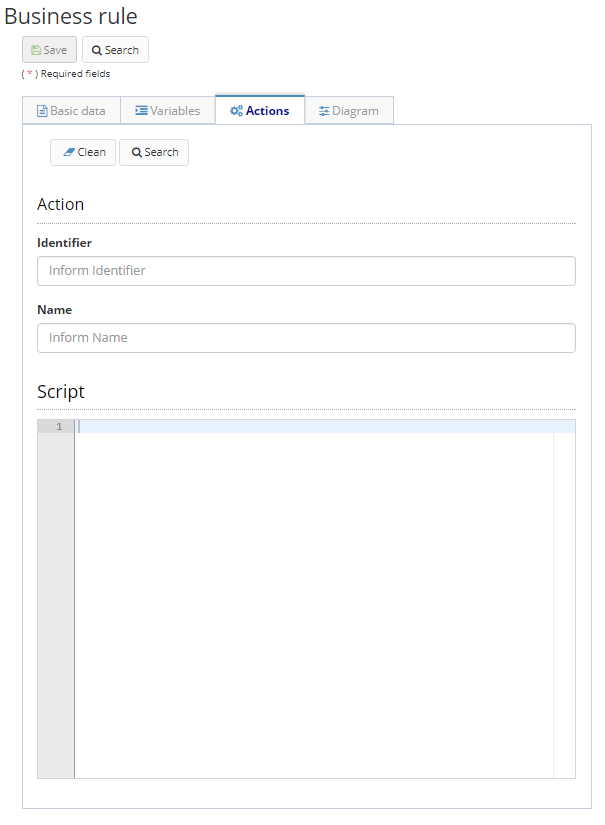 Business rule
Save Search
( * ) Required fields
Basic data Variables Actions Diagram
Clean Search
Action
Identifier
Inform Identifier
Name
Inform Name
Script
1